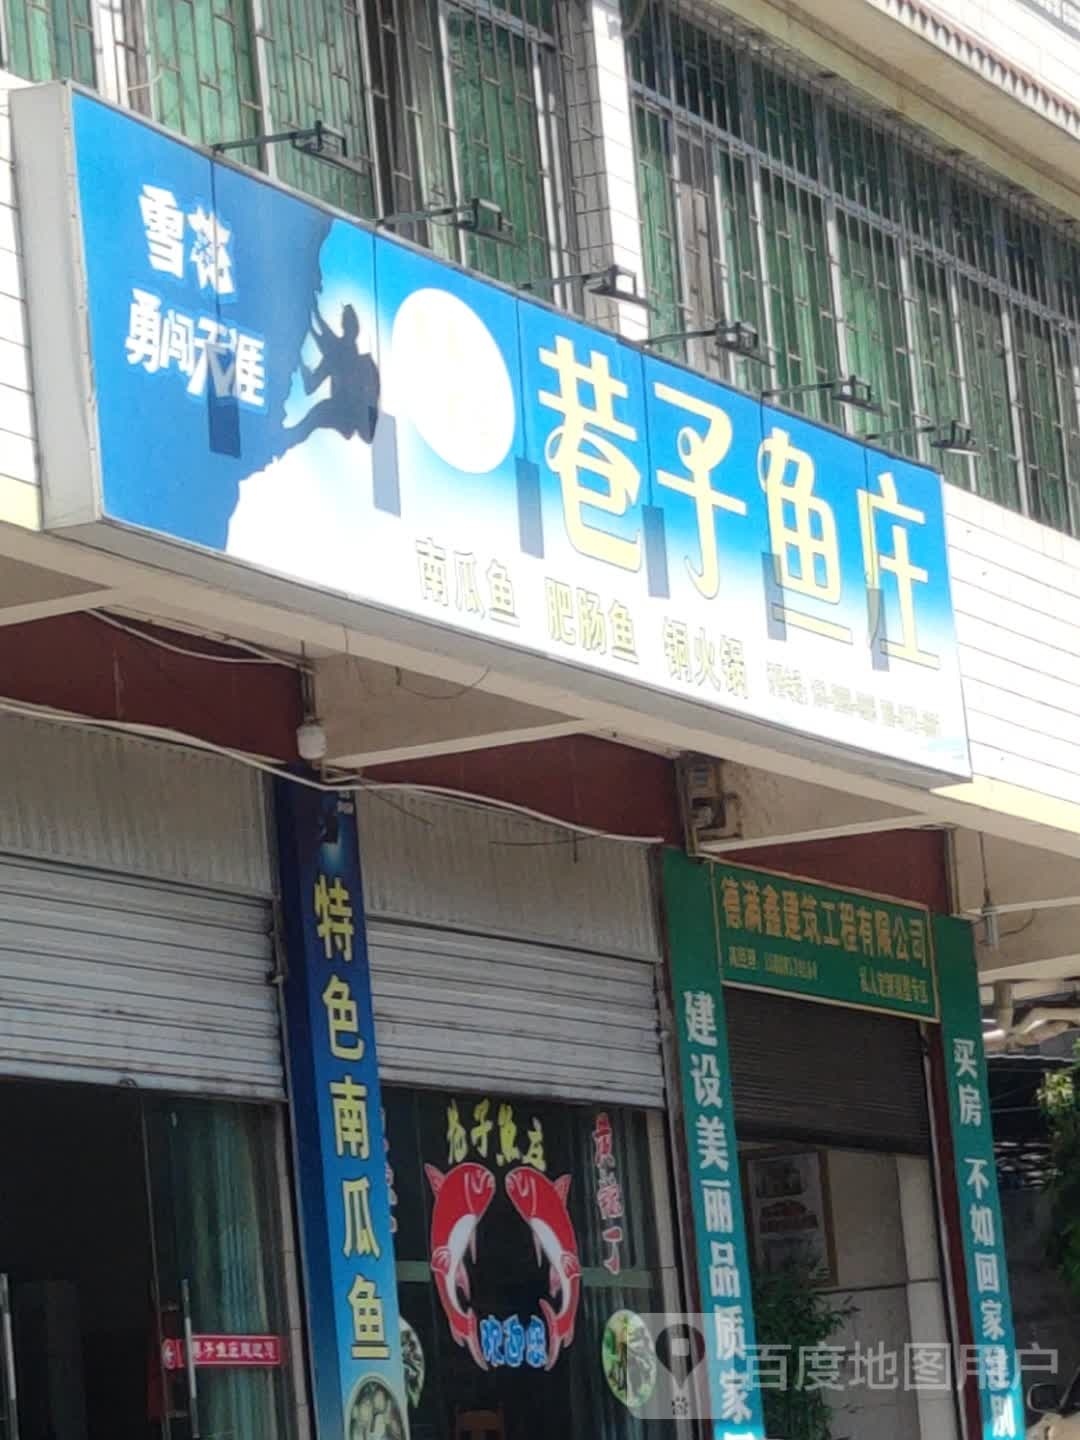 雪花
勇闯天涯
巷子鱼庄
南瓜鱼 肥肠鱼 铜火锅
特色南瓜鱼
巷子鱼庄
黄辣丁
欢迎您
德满鑫建筑工程有限公司
建设美丽品质家
买房 不如回家
百度地图用户